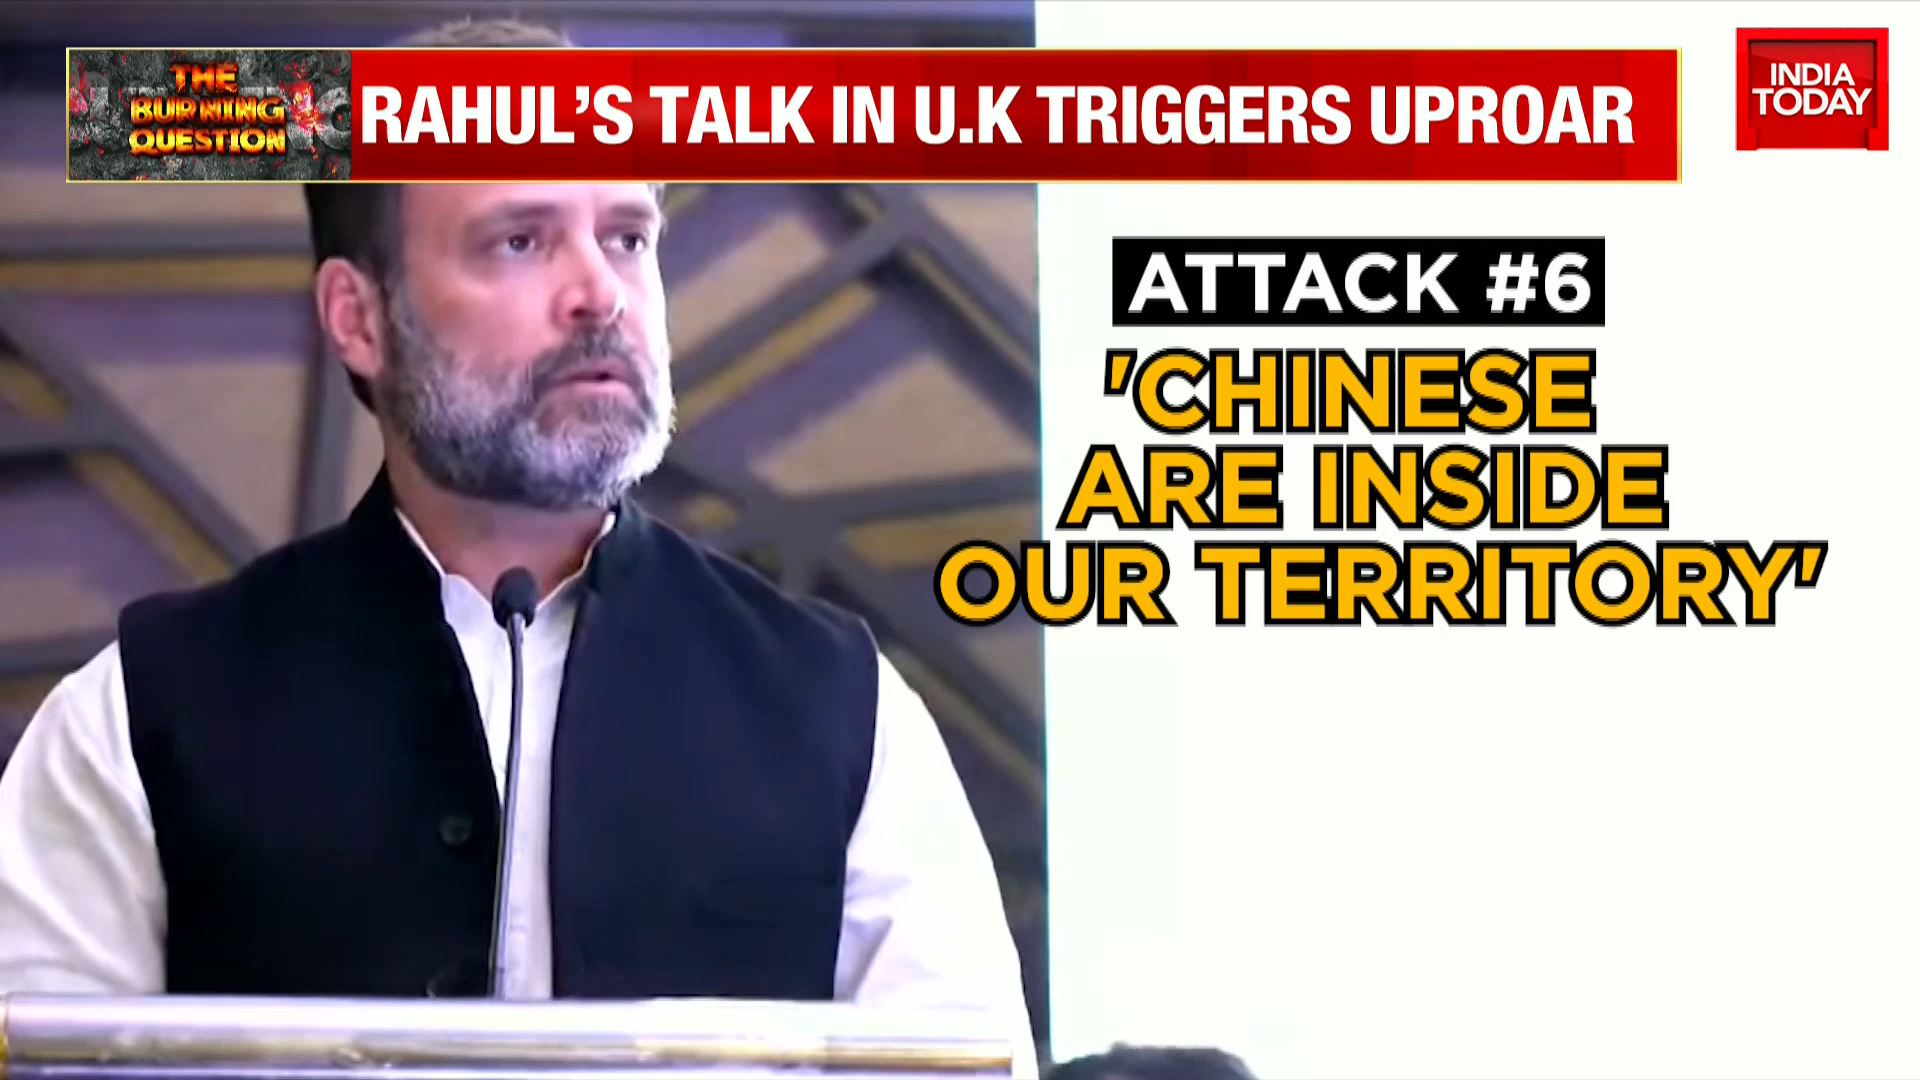 THE
BURNING
QUESTION
RAHUL'S TALK IN U.K TRIGGERS UPROAR
INDIA
TODAY
ATTACK #6
'CHINESE
ARE INSIDE
OUR TERRITORY'